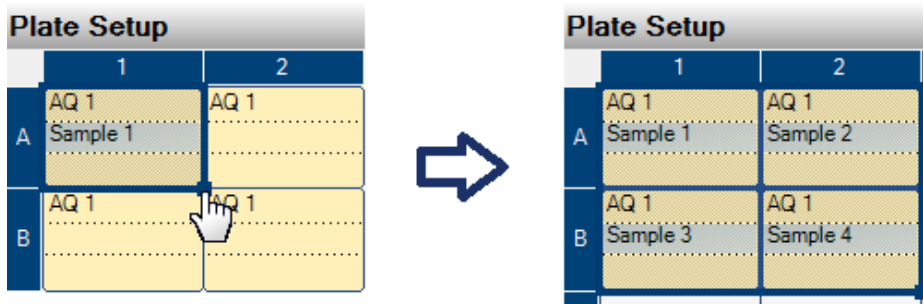 Plate Setup
1 2
A AQ 1 AQ 1
Sample 1
B AQ 1 AQ 1
Plate Setup
1 2
A AQ 1 AQ 1
Sample 1 Sample 2
B AQ 1 AQ 1
Sample 3 Sample 4